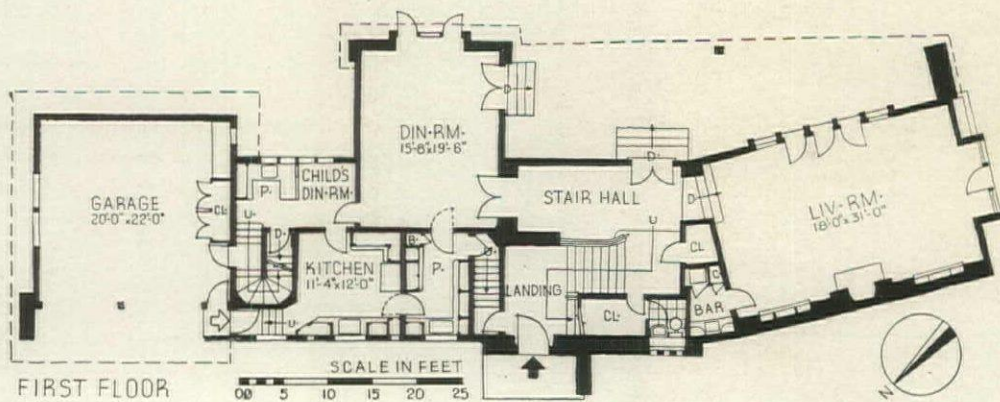 DIN·RM·
15'-8"x19'-6"
D·
CHILD'S
DIN·RM·
P·
GARAGE
20'-0"x22'-0"
CL·
U·
D·
KITCHEN
11'-4"x12'-0"
U·
B·
P·
D·
STAIR HALL
D·
U
D·
LIV·RM·
18'-0"x31'-0"
CL
C
BAR
LANDING
CL·
SCALE IN FEET
0 5 10 15 20 25
FIRST FLOOR
N